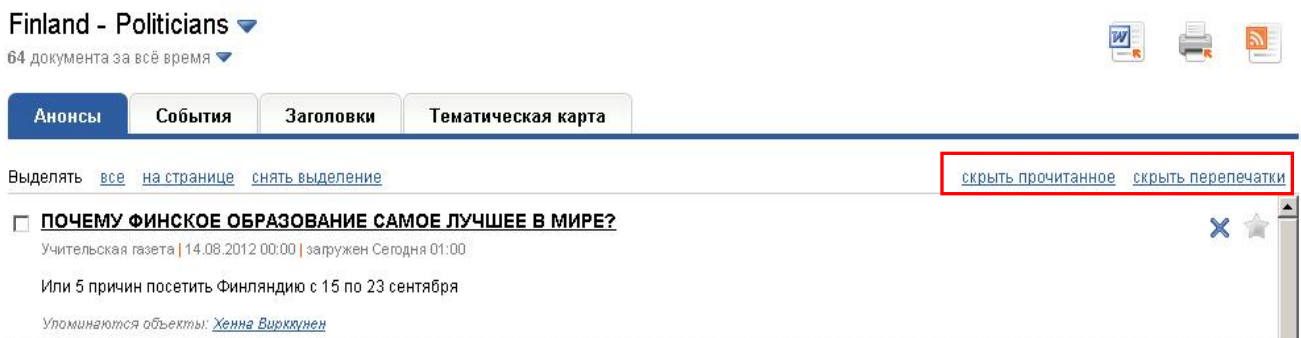 Finland - Politicians
64 документа за всё время
Анонсы События Заголовки Тематическая карта
Выделять все на странице снять выделение скрыть прочитанное скрыть перепечатки
ПОЧЕМУ ФИНСКОЕ ОБРАЗОВАНИЕ САМОЕ ЛУЧШЕЕ В МИРЕ?
Учительская газета | 14.08.2012 00:00 | загружен Сегодня 01:00
Или 5 причин посетить Финляндию с 15 по 23 сентября
Упоминаются объекты: Хенна Вирккунен